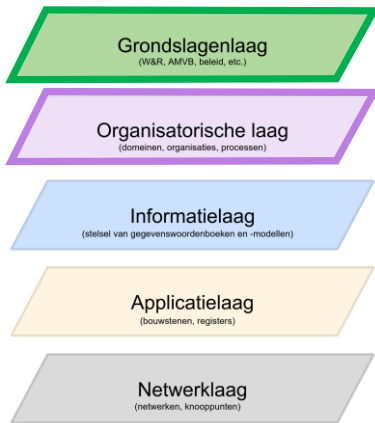 Grondslagenlaag
(W&R, AMVB, beleid, etc.)
Organisatorische laag
(domeinen, organisaties, processen)
Informatielaag
(stelsel van gegevenswoordenboeken en -modellen)
Applicatielaag
(bouwstenen, registers)
Netwerklaag
(netwerken, knooppunten)